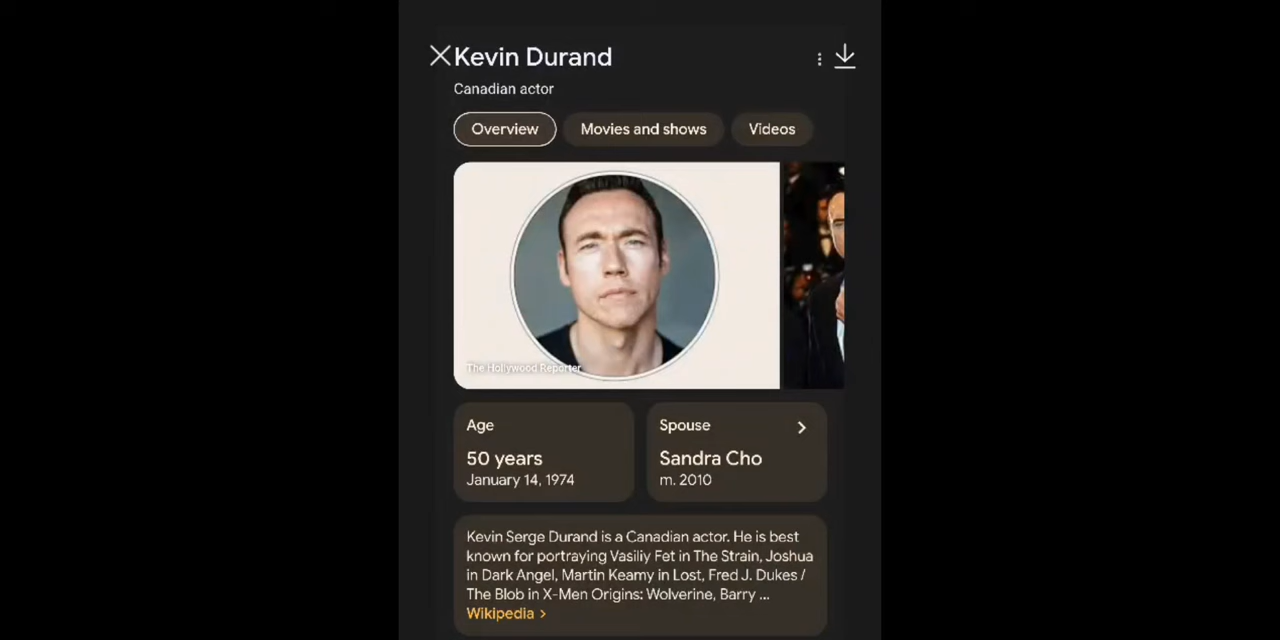 Kevin Durand
Canadian actor
Overview
Movies and shows
Videos
The Hollywood Reporter
Age
50 years
January 14, 1974
Spouse
Sandra Cho
m. 2010
Kevin Serge Durand is a Canadian actor. He is best
known for portraying Vasiliy Fet in The Strain, Joshua
in Dark Angel, Martin Keamy in Lost, Fred J. Dukes /
The Blob in X-Men Origins: Wolverine, Barry ...
Wikipedia >